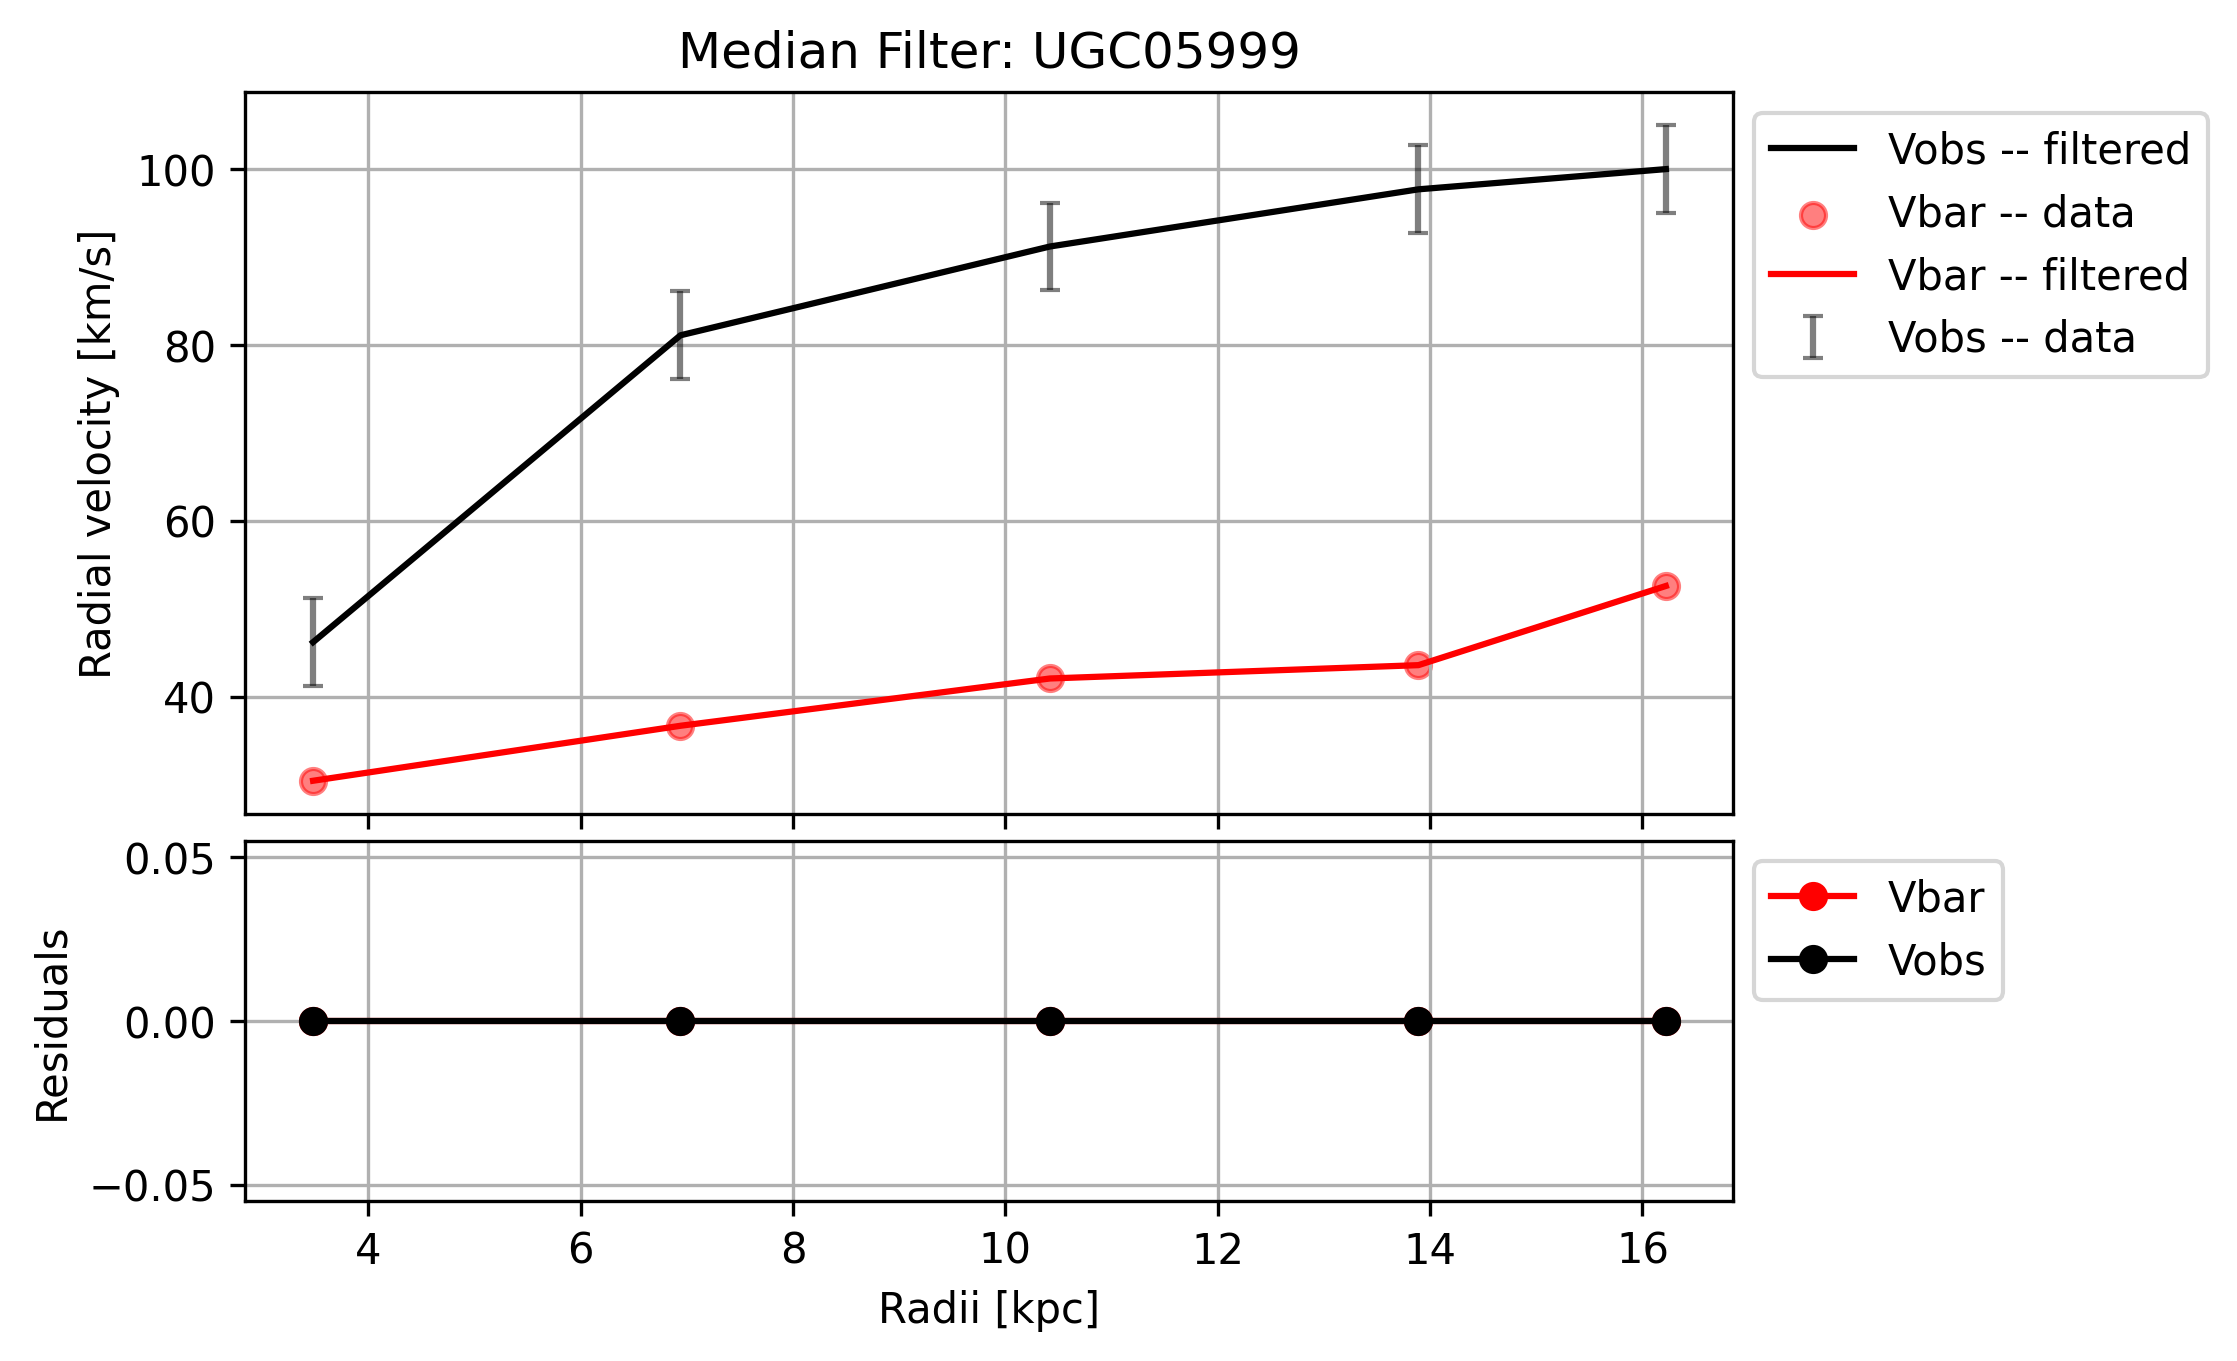 Median Filter: UGC05999
100
80
60
40
Radial velocity [km/s]
Vobs -- filtered
Vbar -- data
Vbar -- filtered
Vobs -- data
0.05
0.00
−0.05
Residuals
Vbar
Vobs
4 6 8 10 12 14 16
Radii [kpc]